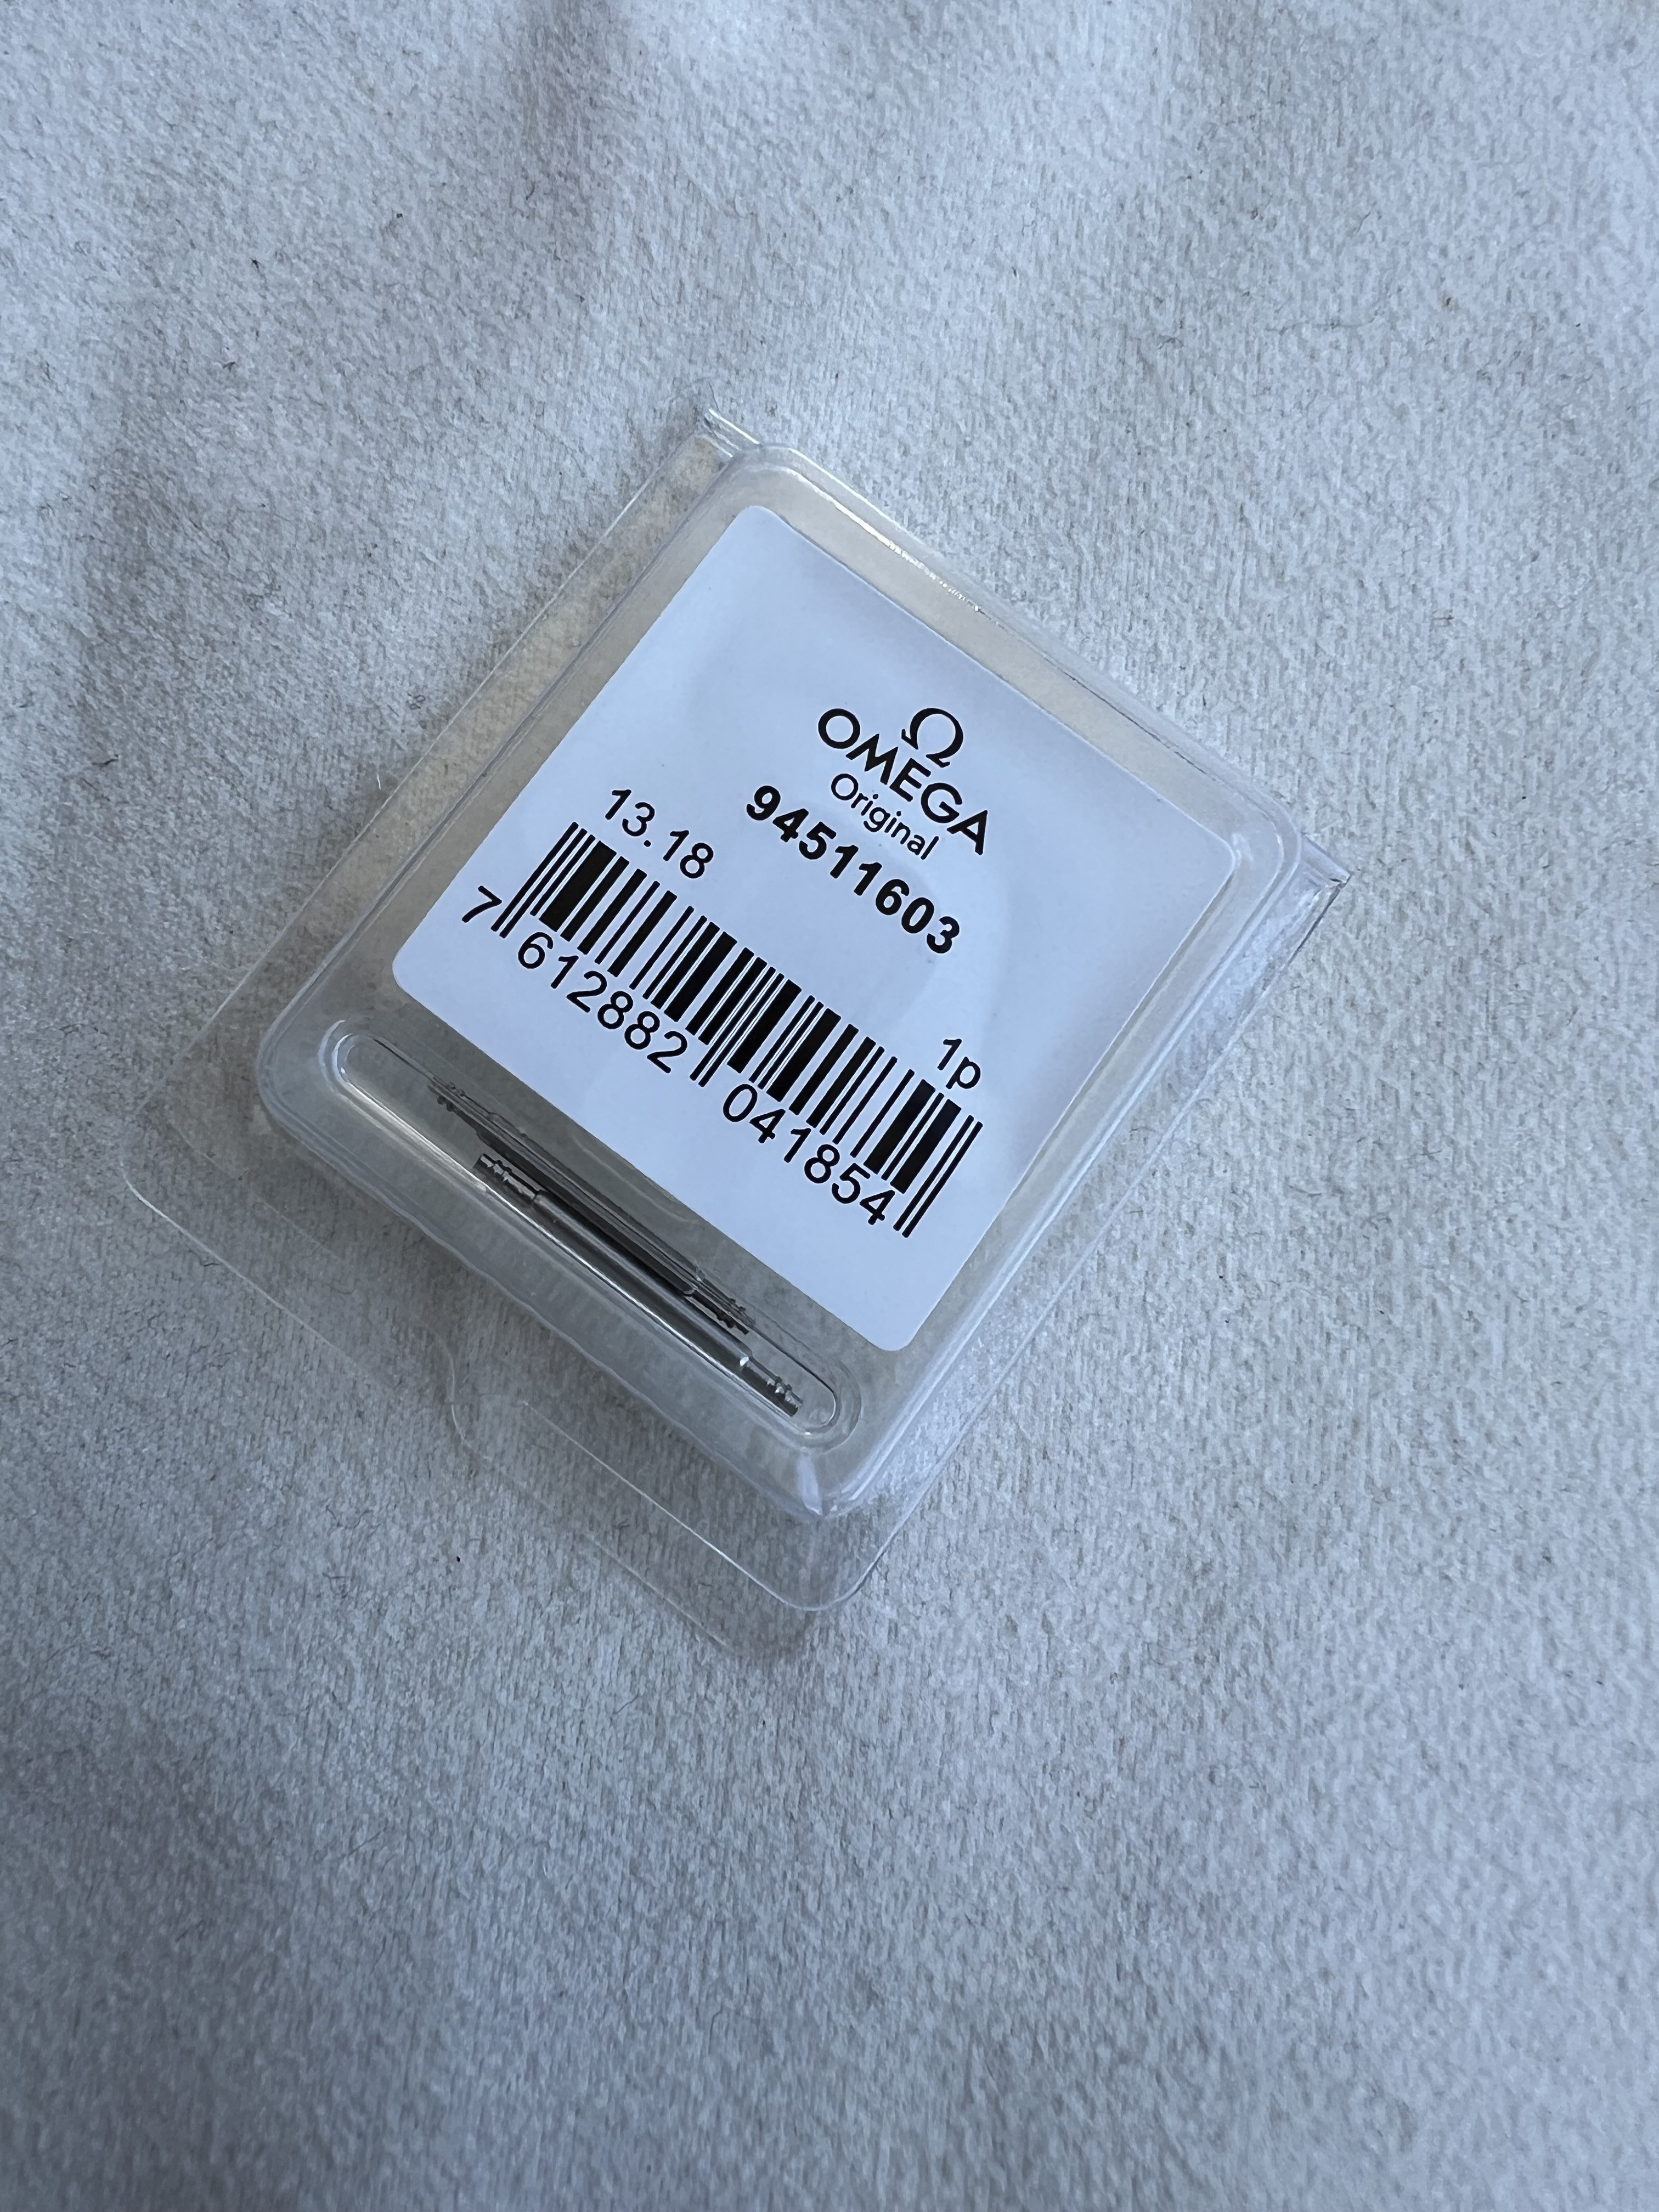 Ω
OMEGA
Original
94511603
13.18 1p
7 612882 041854